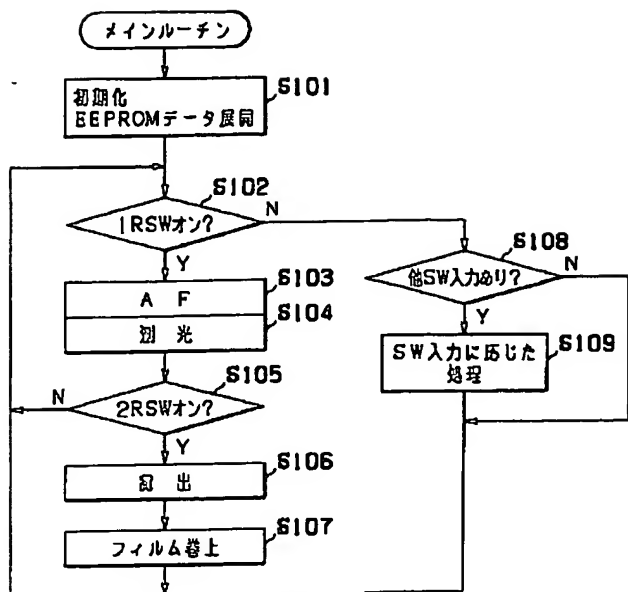 メインルーチン
S101
初期化
EEPROMデータ展開
S102
1RSWオン?
N
Y
S103
AF
S104
測光
S105
2RSWオン?
N
Y
S106
露出
S107
フィルム巻上
S108
他SW入力あり?
N
Y
S109
SW入力に応じた
処理